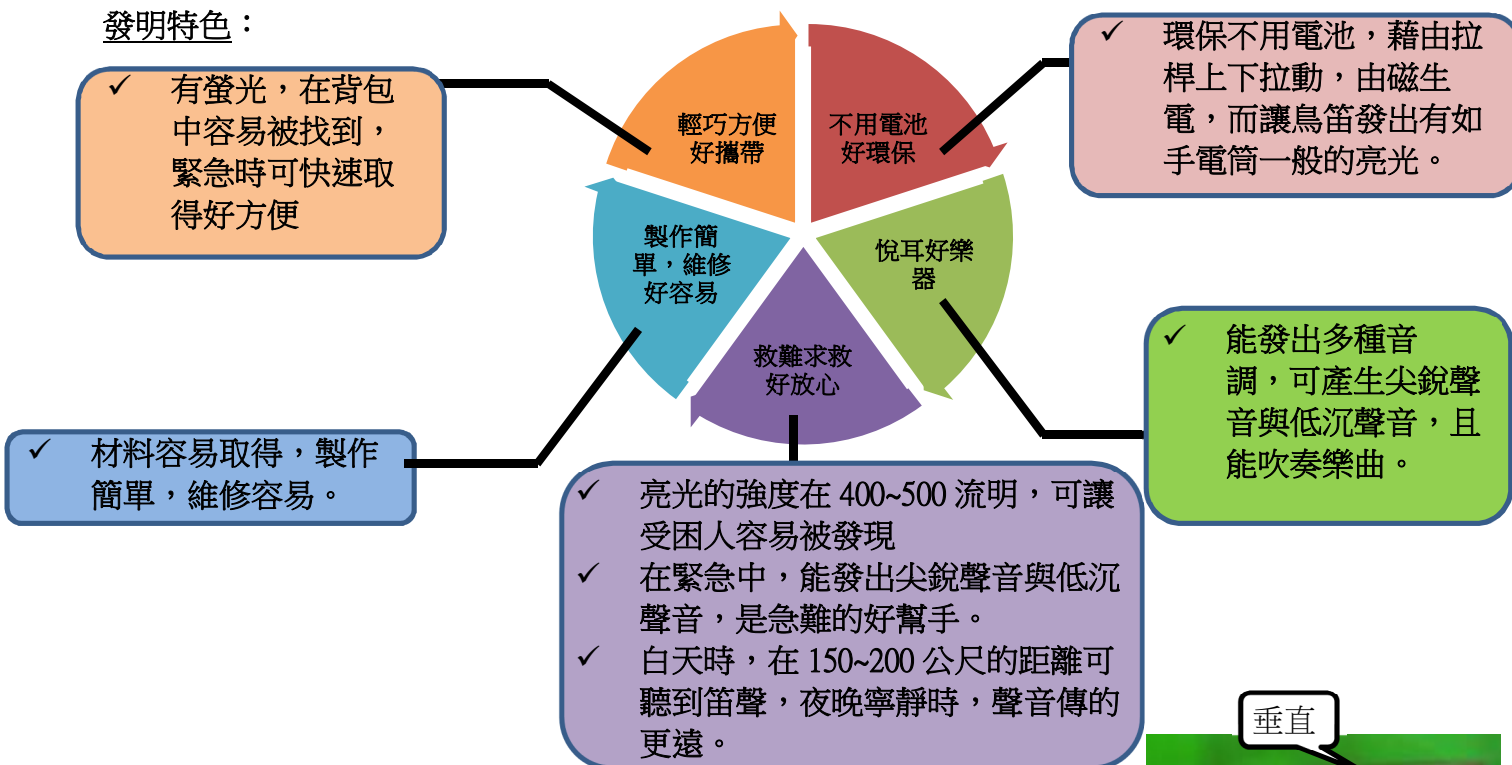 發明特色：
✓ 有螢光，在背包
中容易被找到，
緊急時可快速取
得好方便
輕巧方便
好攜帶
不用電池
好環保
✓ 環保不用電池，藉由拉
桿上下拉動，由磁生
電，而讓鳥笛發出有如
手電筒一般的亮光。
製作簡
單，維修
好容易
悅耳好樂
器
救難求救
好放心
✓ 能發出多種音
調，可產生尖銳聲
音與低沉聲音，且
能吹奏樂曲。
✓ 材料容易取得，製作
簡單，維修容易。
✓ 亮光的強度在 400~500 流明，可讓
受困人容易被發現
✓ 在緊急中，能發出尖銳聲音與低沉
聲音，是急難的好幫手。
✓ 白天時，在 150~200 公尺的距離可
聽到笛聲，夜晚寧靜時，聲音傳的
更遠。
垂直